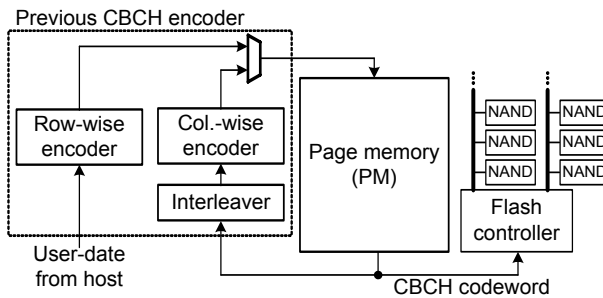 Previous CBCH encoder
Row-wise
encoder
Col.-wise
encoder
Interleaver
User-date
from host
Page memory
(PM)
NAND
NAND
NAND
NAND
NAND
NAND
Flash
controller
CBCH codeword